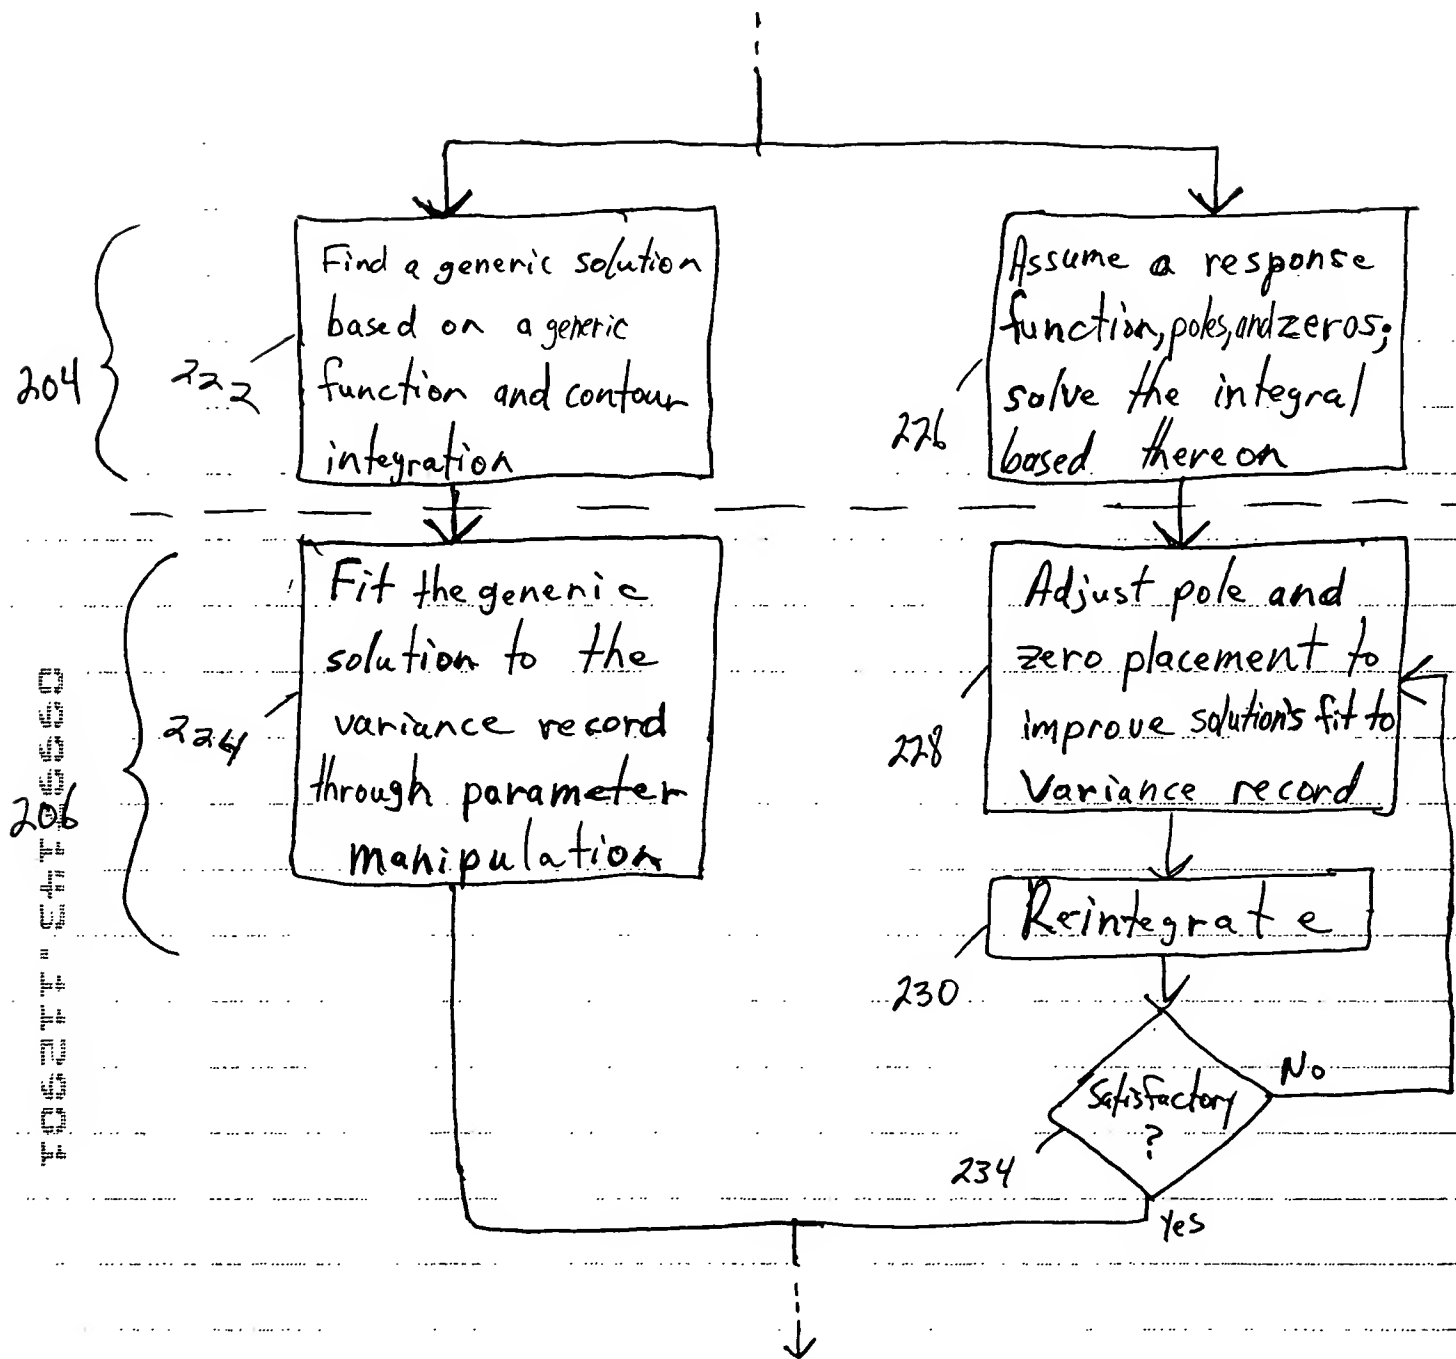 Find a generic solution
based on a generic
function and contour
integration
204
222
Assume a response
function, poles, and zeros;
solve the integral
based thereon
226
Fit the generic
solution to the
variance record
through parameter
manipulation
224
206
Adjust pole and
zero placement to
improve solution's fit to
variance record
228
Reintegrate
230
Satisfactory
?
No
234
Yes